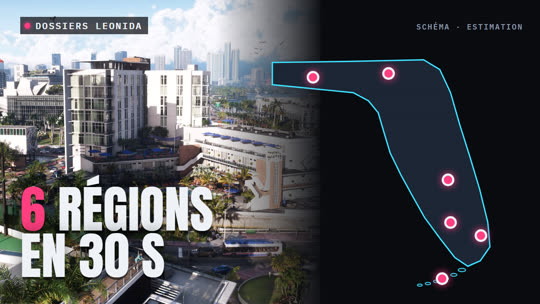 DOSSIERS LEONIDA
SCHÉMA · ESTIMATION
6 RÉGIONS
EN 30 S